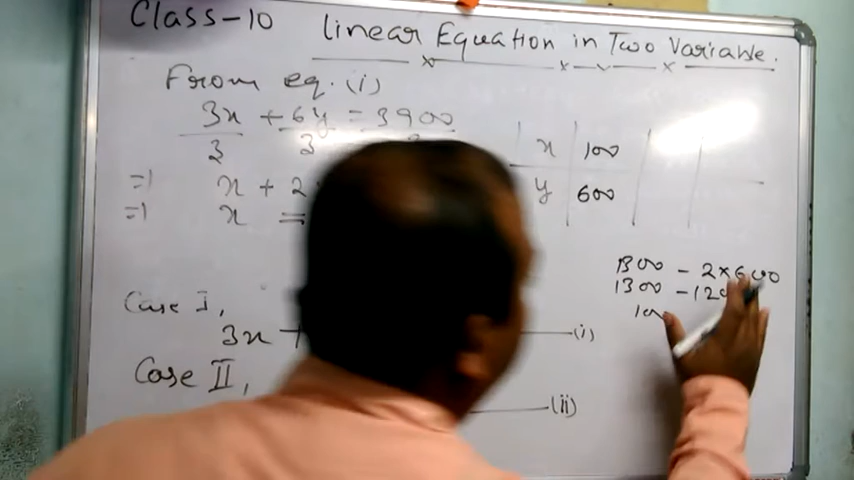 Class-10 Linear Equation in Two Variable.
From eq. (i)
3x + 6y = 3900
3 3
⇒ x + 2
⇒ x =
x 100
y 600
1300 - 2×600
1300 - 120
100
Case I,
3x + (i)
Case II,
(ii)